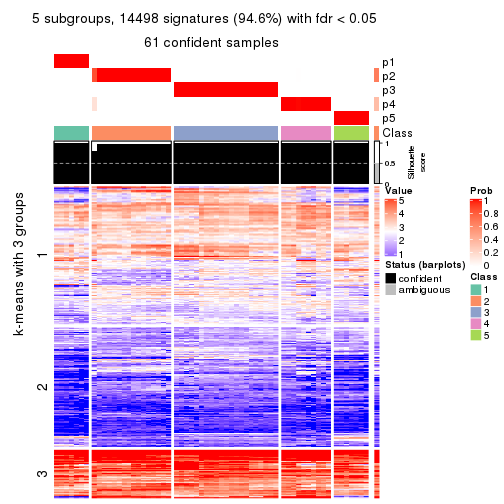 5 subgroups, 14498 signatures (94.6%) with fdr < 0.05
61 confident samples
p1
p2
p3
p4
p5
Class
1
0.5
0
Silhouette
score
k-means with 3 groups
1
2
3
Value
5
4
3
2
1
Status (barplots)
confident
ambiguous
Prob
1
0.8
0.6
0.4
0.2
0
Class
1
2
3
4
5